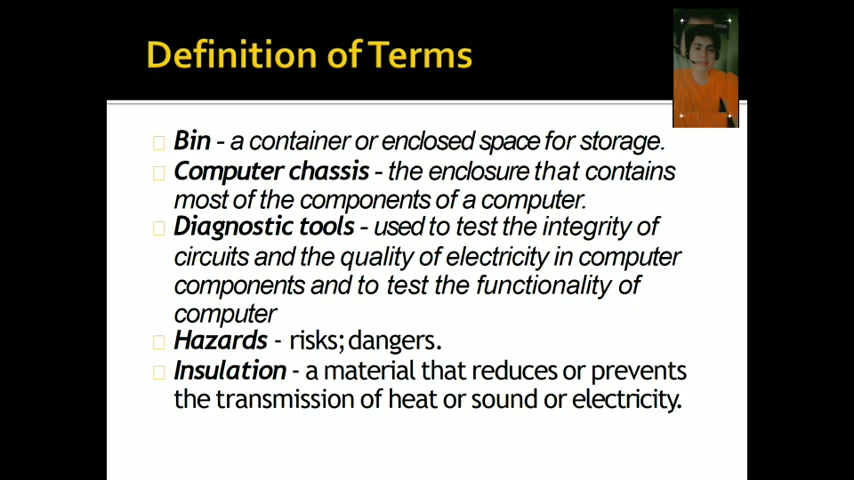 Definition of Terms
Bin - a container or enclosed space for storage.
Computer chassis - the enclosure that contains
most of the components of a computer.
Diagnostic tools - used to test the integrity of
circuits and the quality of electricity in computer
components and to test the functionality of
computer
Hazards - risks; dangers.
Insulation - a material that reduces or prevents
the transmission of heat or sound or electricity.